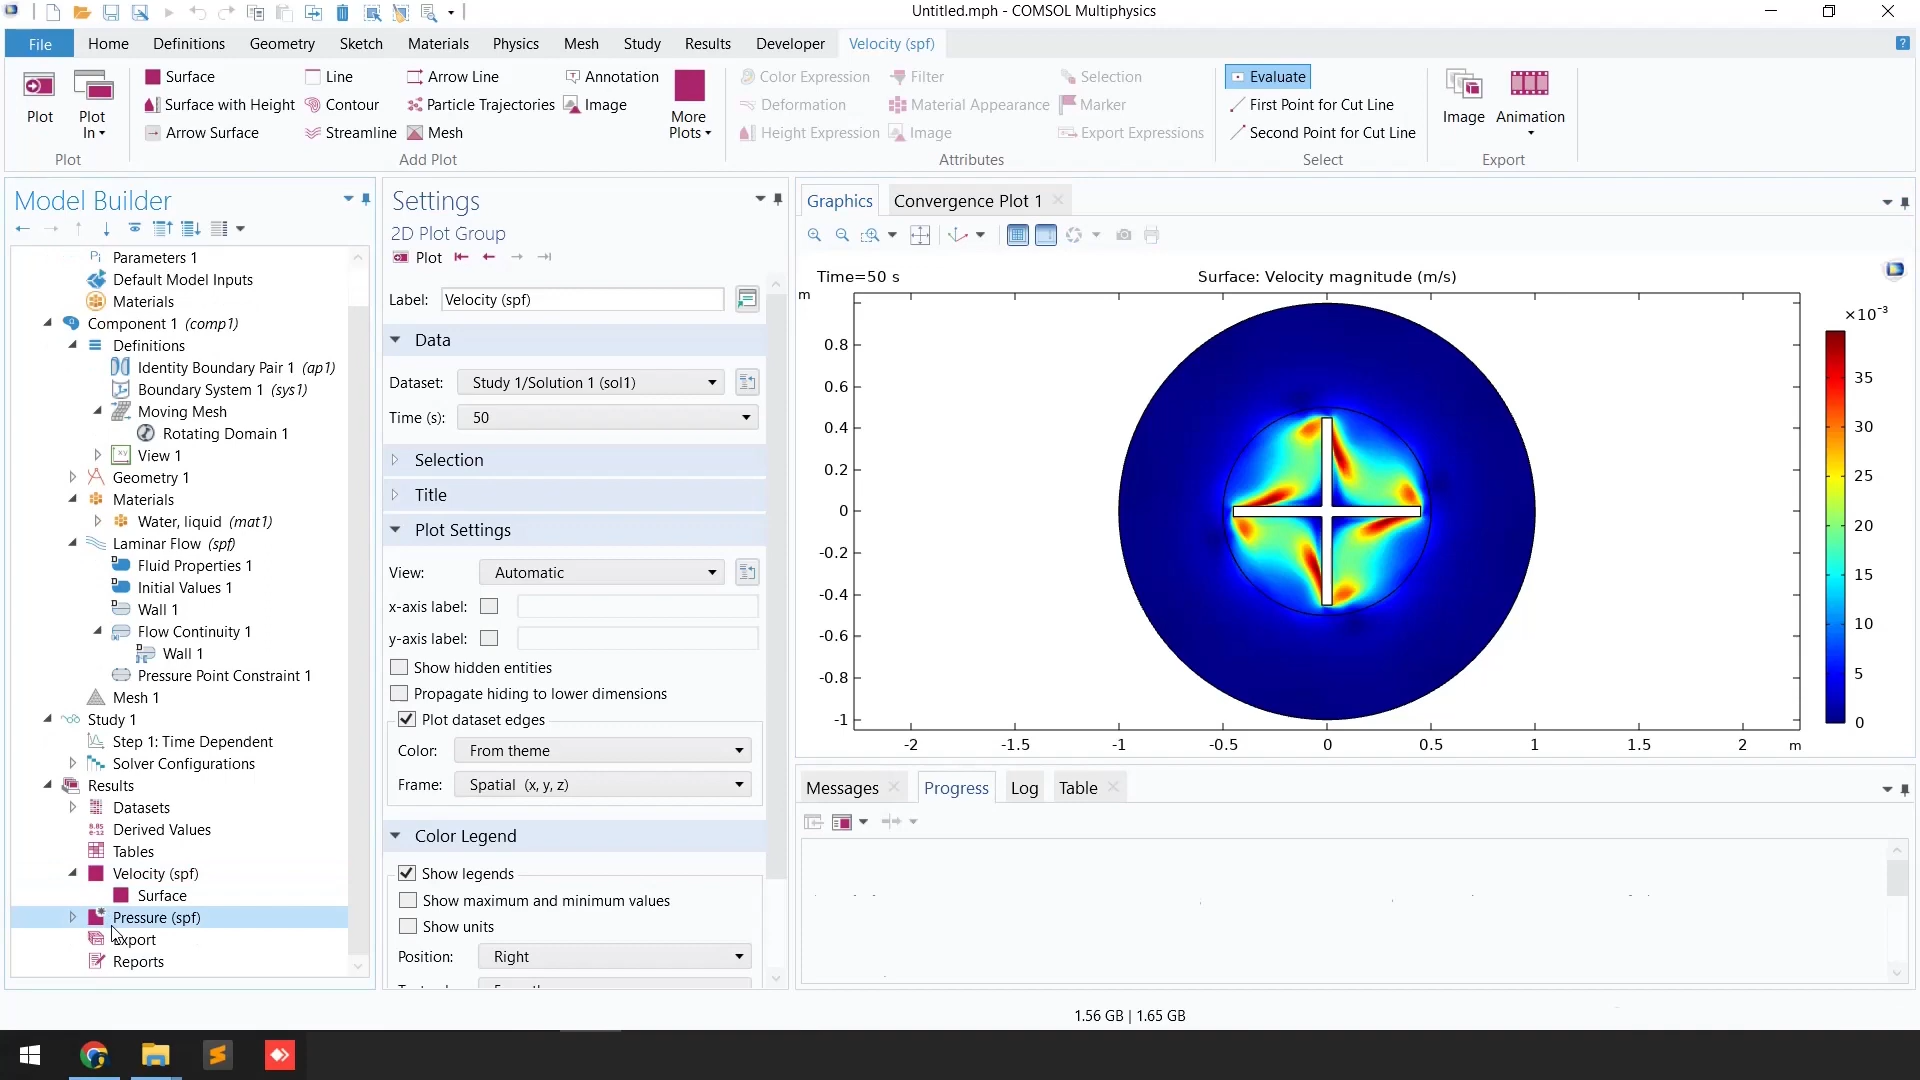 Untitled.mph - COMSOL Multiphysics
File Home Definitions Geometry Sketch Materials Physics Mesh Study Results Developer Velocity (spf)
Plot
Plot In
Plot
Surface
Surface with Height
Arrow Surface
Line
Contour
Streamline
Arrow Line
Particle Trajectories
Mesh
Annotation
Image
More Plots
Add Plot
Color Expression
Deformation
Height Expression
Filter
Material Appearance
Image
Selection
Marker
Export Expressions
Attributes
Evaluate
First Point for Cut Line
Second Point for Cut Line
Select
Image
Animation
Export
Model Builder
Parameters 1
Default Model Inputs
Materials
Component 1 (comp1)
Definitions
Identity Boundary Pair 1 (ap1)
Boundary System 1 (sys1)
Moving Mesh
Rotating Domain 1
View 1
Geometry 1
Materials
Water, liquid (mat1)
Laminar Flow (spf)
Fluid Properties 1
Initial Values 1
Wall 1
Flow Continuity 1
Wall 1
Pressure Point Constraint 1
Mesh 1
Study 1
Step 1: Time Dependent
Solver Configurations
Results
Datasets
Derived Values
Tables
Velocity (spf)
Surface
Pressure (spf)
Export
Reports
Settings
2D Plot Group
Plot
Label: Velocity (spf)
Data
Dataset: Study 1/Solution 1 (sol1)
Time (s): 50
Selection
Title
Plot Settings
View: Automatic
x-axis label:
y-axis label:
Show hidden entities
Propagate hiding to lower dimensions
Plot dataset edges
Color: From theme
Frame: Spatial (x, y, z)
Color Legend
Show legends
Show maximum and minimum values
Show units
Position: Right
Graphics Convergence Plot 1
Time=50 s Surface: Velocity magnitude (m/s)
m
0.8
0.6
0.4
0.2
0
-0.2
-0.4
-0.6
-0.8
-1
-2 -1.5 -1 -0.5 0 0.5 1 1.5 2 m
×10⁻³
35
30
25
20
15
10
5
0
Messages Progress Log Table
1.56 GB | 1.65 GB